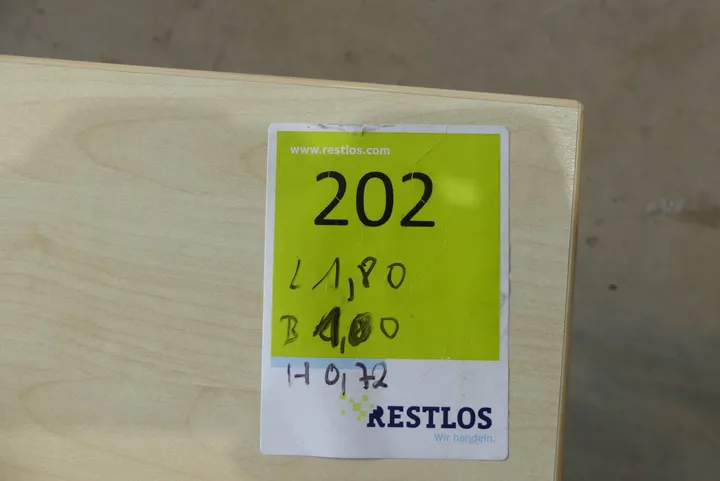 www.restlos.com
202
L 1,80
B 1,00
H 0,72
RESTLOS
Wir handeln.